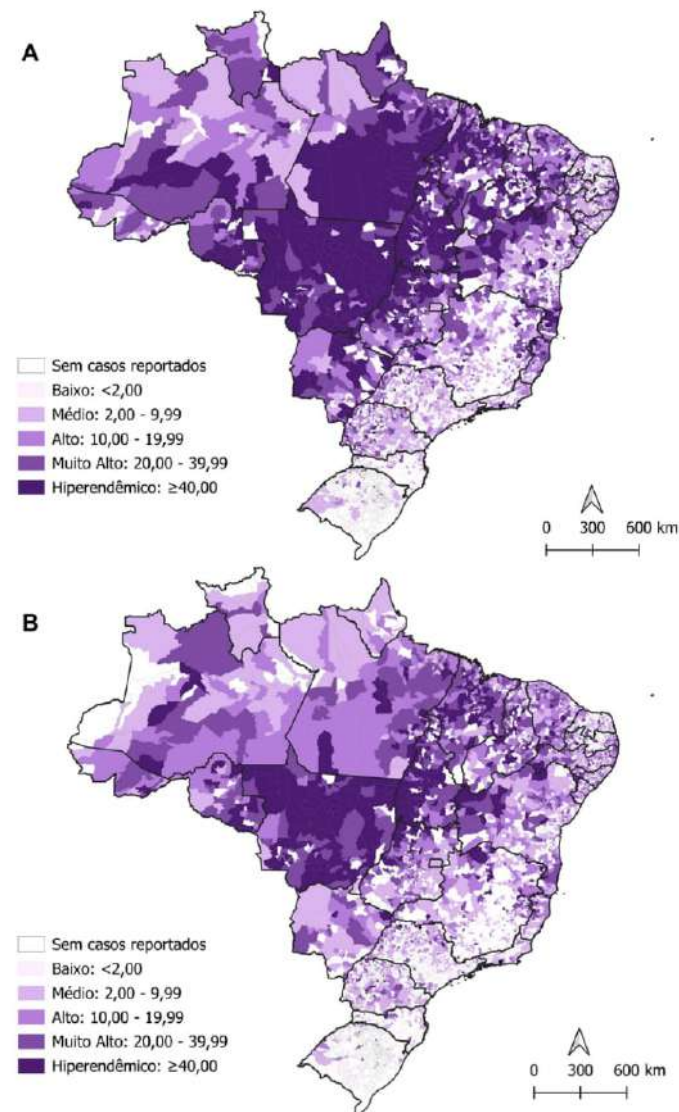 A
Sem casos reportados
Baixo: <2,00
Médio: 2,00 - 9,99
Alto: 10,00 - 19,99
Muito Alto: 20,00 - 39,99
Hiperendêmico: ≥40,00
0 300 600 km
B
Sem casos reportados
Baixo: <2,00
Médio: 2,00 - 9,99
Alto: 10,00 - 19,99
Muito Alto: 20,00 - 39,99
Hiperendêmico: ≥40,00
0 300 600 km